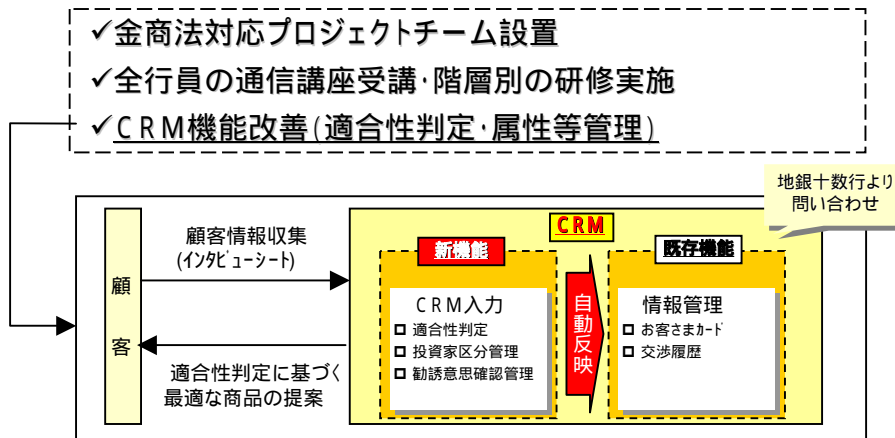 ✓金商法対応プロジェクトチーム設置
✓全行員の通信講座受講･階層別の研修実施
✓CRM機能改善(適合性判定･属性等管理)
地銀十数行より
問い合わせ
顧客
顧客情報収集
(ｲﾝﾀﾋﾞｭｰｼｰﾄ)
適合性判定に基づく
最適な商品の提案
CRM
新機能
CRM入力
適合性判定
投資家区分管理
勧誘意思確認管理
自動反映
既存機能
情報管理
お客さまｶｰﾄﾞ
交渉履歴